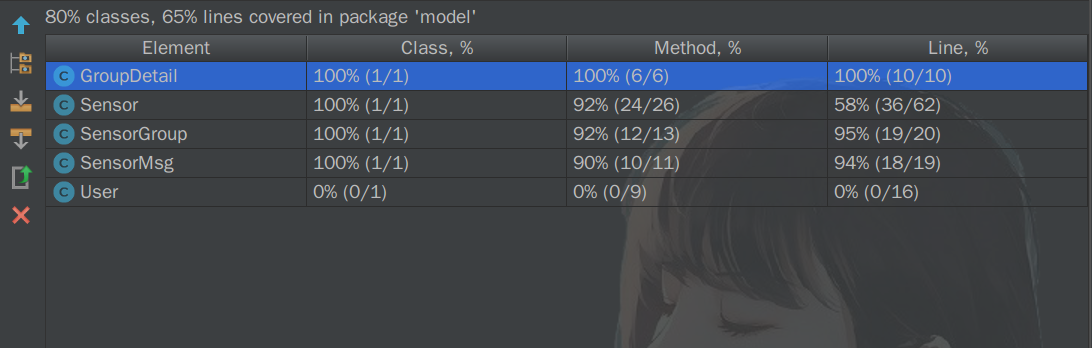 80% classes, 65% lines covered in package 'model'
Element Class, % Method, % Line, %
C GroupDetail 100% (1/1) 100% (6/6) 100% (10/10)
C Sensor 100% (1/1) 92% (24/26) 58% (36/62)
C SensorGroup 100% (1/1) 92% (12/13) 95% (19/20)
C SensorMsg 100% (1/1) 90% (10/11) 94% (18/19)
C User 0% (0/1) 0% (0/9) 0% (0/16)